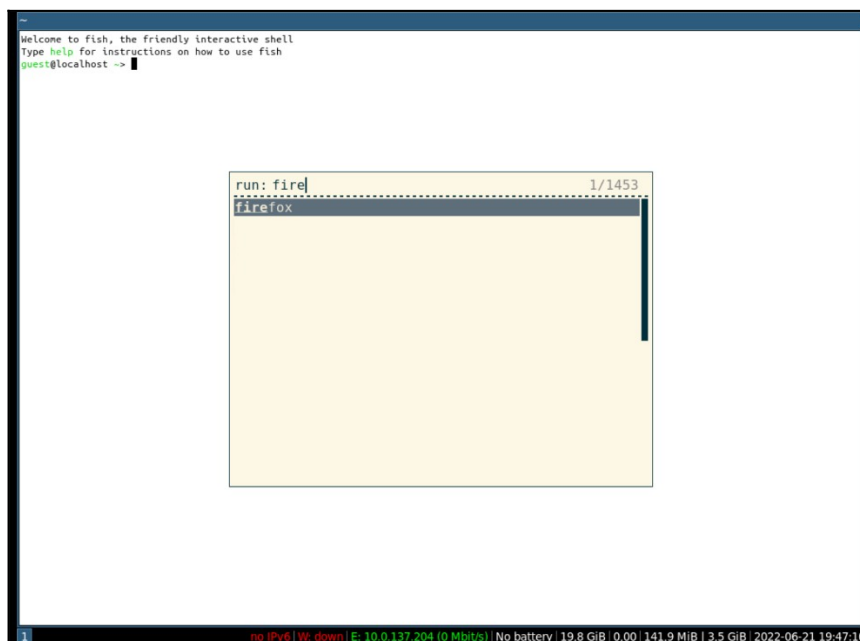 ~
Welcome to fish, the friendly interactive shell
Type help for instructions on how to use fish
guest@localhost ~>
run: fire 1/1453
firefox
1 no IPv6|W: down|E: 10.0.137.204 (0 Mbit/s)|No battery|19.8 GiB|0.00|141.9 MiB | 3.5 GiB|2022-06-21 19:47:1